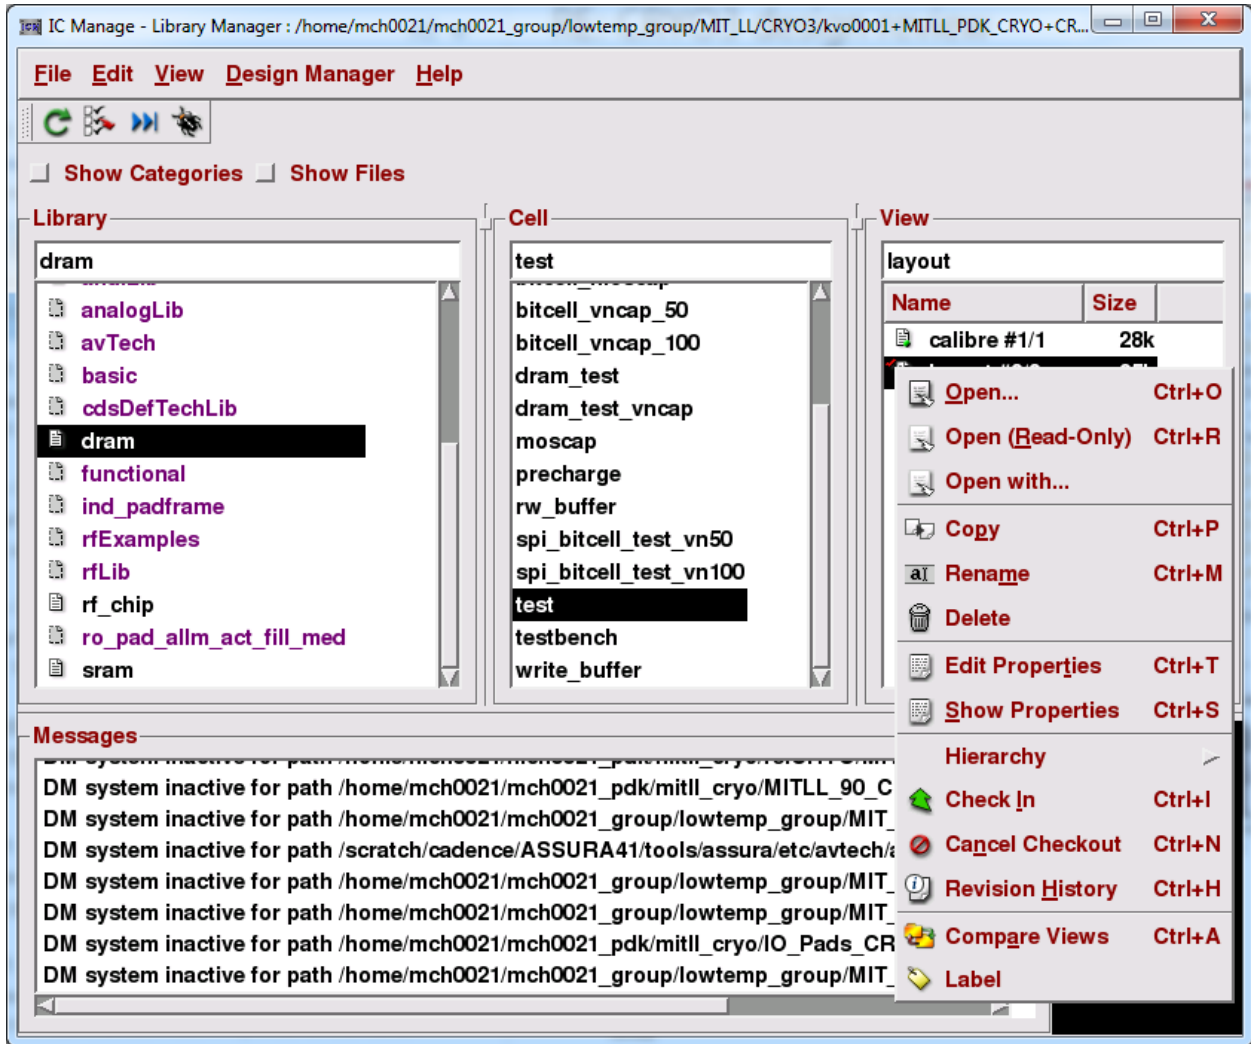 IC Manage - Library Manager : /home/mch0021/mch0021_group/lowtemp_group/MIT_LL/CRYO3/kvo0001+MITLL_PDK_CRYO+CR...
File Edit View Design Manager Help
Show Categories Show Files
Library
dram
analogLib
avTech
basic
cdsDefTechLib
dram
functional
ind_padframe
rfExamples
rfLib
rf_chip
ro_pad_allm_act_fill_med
sram
Cell
test
bitcell_vncap_50
bitcell_vncap_100
dram_test
dram_test_vncap
moscap
precharge
rw_buffer
spi_bitcell_test_vn50
spi_bitcell_test_vn100
test
testbench
write_buffer
View
layout
Name Size
calibre #1/1 28k
Open... Ctrl+O
Open (Read-Only) Ctrl+R
Open with...
Copy Ctrl+P
Rename Ctrl+M
Delete
Edit Properties Ctrl+T
Show Properties Ctrl+S
Hierarchy
Check In Ctrl+I
Cancel Checkout Ctrl+N
Revision History Ctrl+H
Compare Views Ctrl+A
Label
Messages
DM system inactive for path /home/mch0021/mch0021_pdk/mitll_cryo/MITLL_90_C
DM system inactive for path /home/mch0021/mch0021_group/lowtemp_group/MIT_
DM system inactive for path /scratch/cadence/ASSURA41/tools/assura/etc/avtech/a
DM system inactive for path /home/mch0021/mch0021_group/lowtemp_group/MIT_
DM system inactive for path /home/mch0021/mch0021_group/lowtemp_group/MIT_
DM system inactive for path /home/mch0021/mch0021_pdk/mitll_cryo/IO_Pads_CR
DM system inactive for path /home/mch0021/mch0021_group/lowtemp_group/MIT_